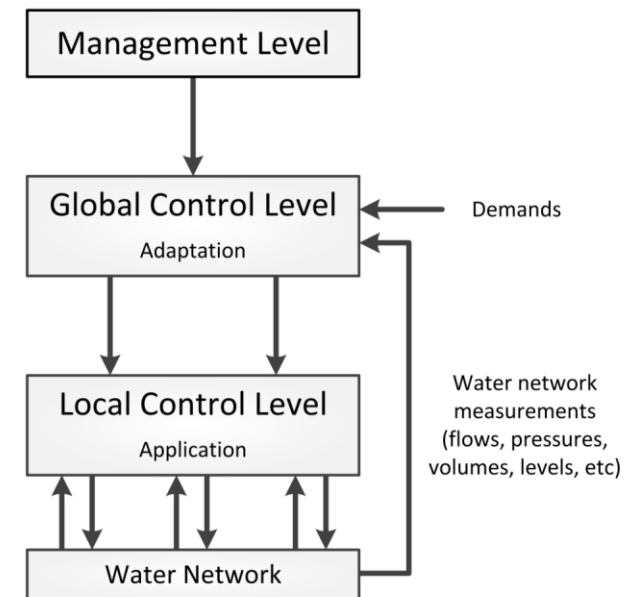 Management Level
Global Control Level
Adaptation
Demands
Local Control Level
Application
Water network
measurements
(flows, pressures,
volumes, levels, etc)
Water Network